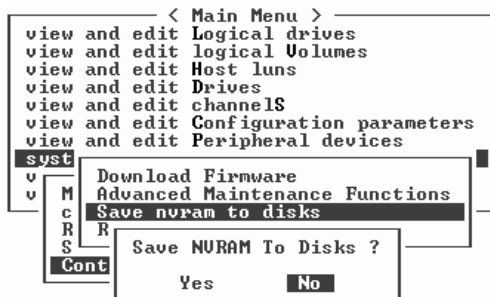 < Main Menu >
view and edit Logical drives
view and edit logical Volumes
view and edit Host luns
view and edit Drives
view and edit channelS
view and edit Configuration parameters
view and edit Peripheral devices
syst
v
Download Firmware
v M Advanced Maintenance Functions
c Save nvram to disks
R R
S Save NVRAM To Disks ?
Cont
Yes No